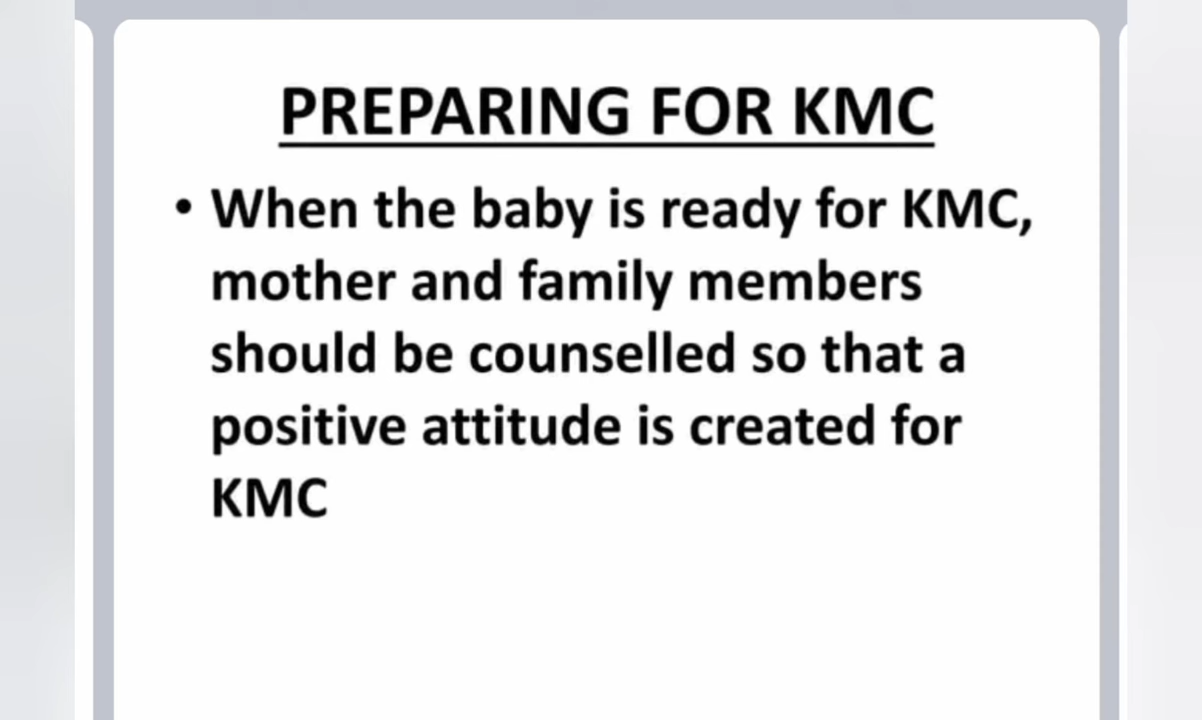 PREPARING FOR KMC
• When the baby is ready for KMC,
mother and family members
should be counselled so that a
positive attitude is created for
KMC